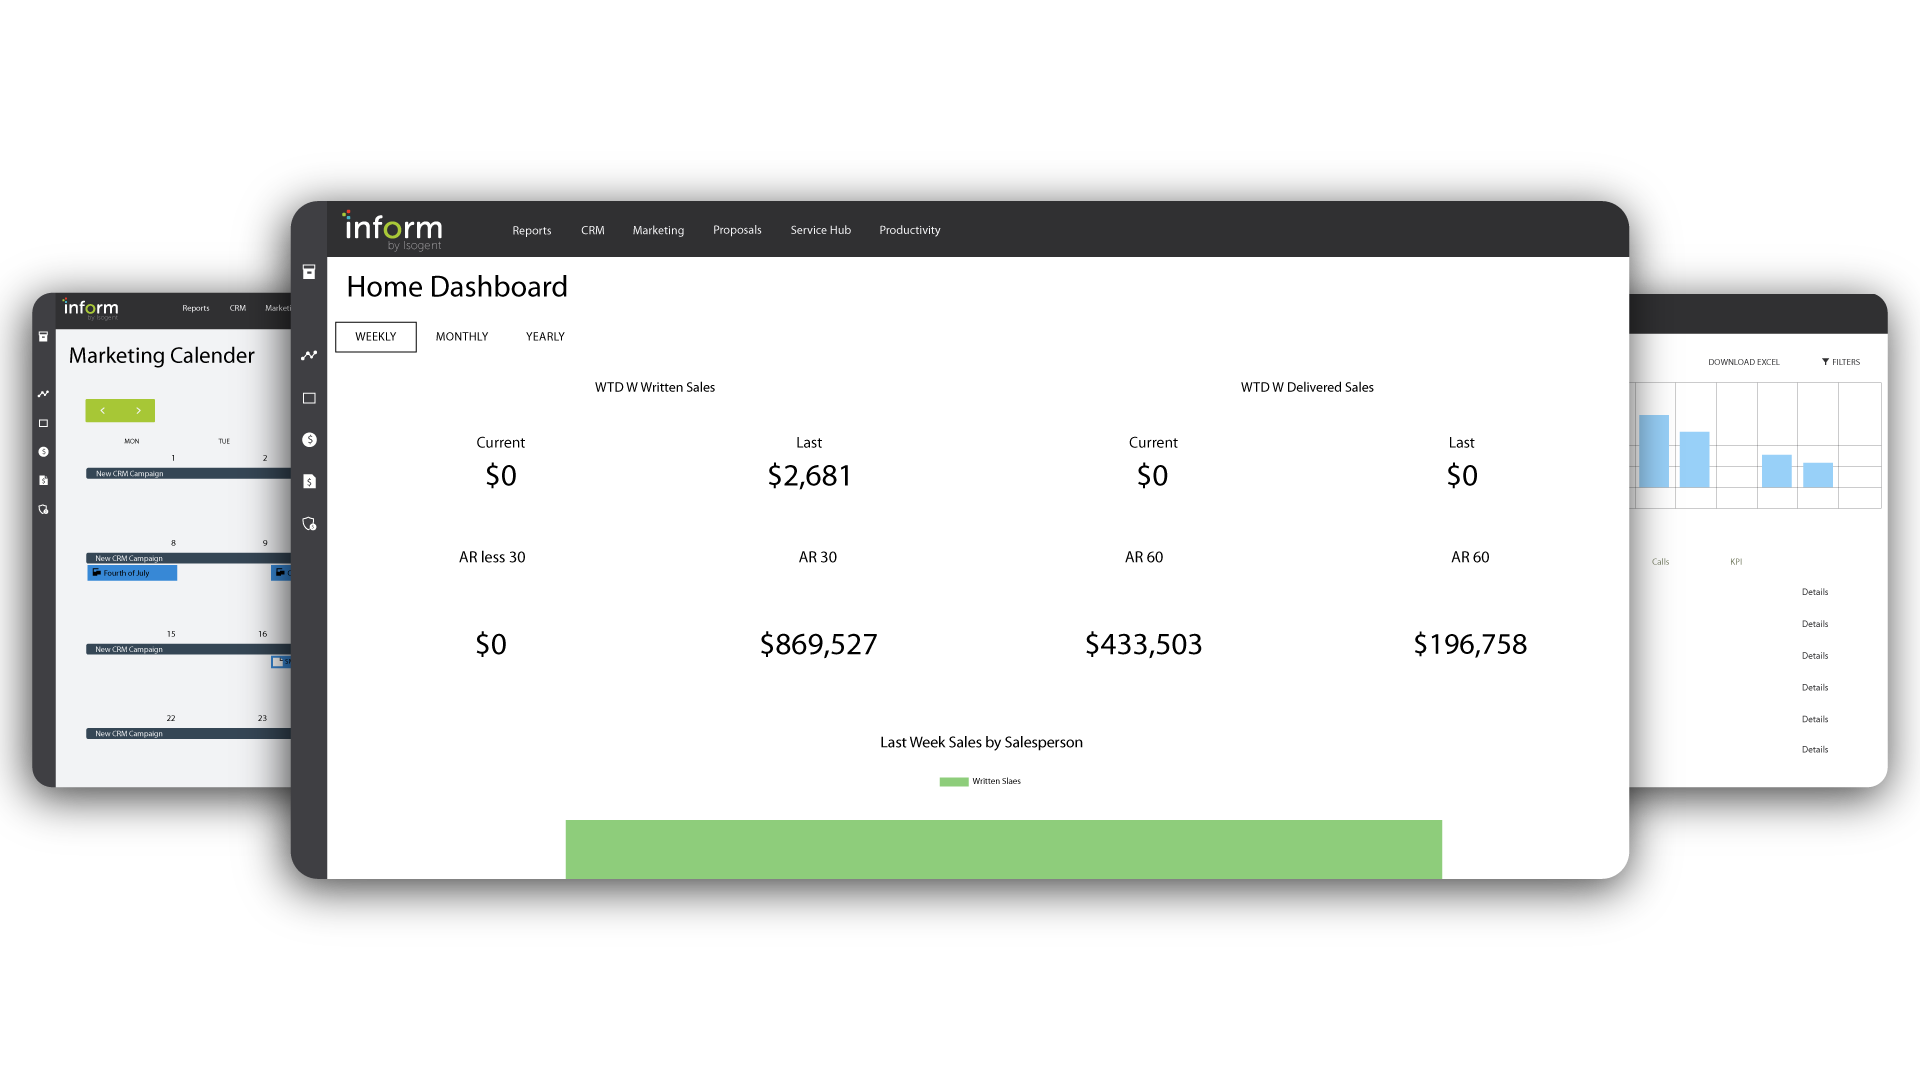 inform
by Isogent
Reports CRM Marketing Proposals Service Hub Productivity
Home Dashboard
WEEKLY MONTHLY YEARLY
WTD W Written Sales
WTD W Delivered Sales
Current Last Current Last
$0 $2,681 $0 $0
AR less 30 AR 30 AR 60 AR 60
$0 $869,527 $433,503 $196,758
Last Week Sales by Salesperson
Written Slaes
inform
by Isogent
Reports CRM Marketi
Marketing Calender
MON TUE
1 2
New CRM Campaign
8 9
New CRM Campaign
Fourth of July
15 16
New CRM Campaign
22 23
New CRM Campaign
DOWNLOAD EXCEL FILTERS
Calls KPI
Details
Details
Details
Details
Details
Details